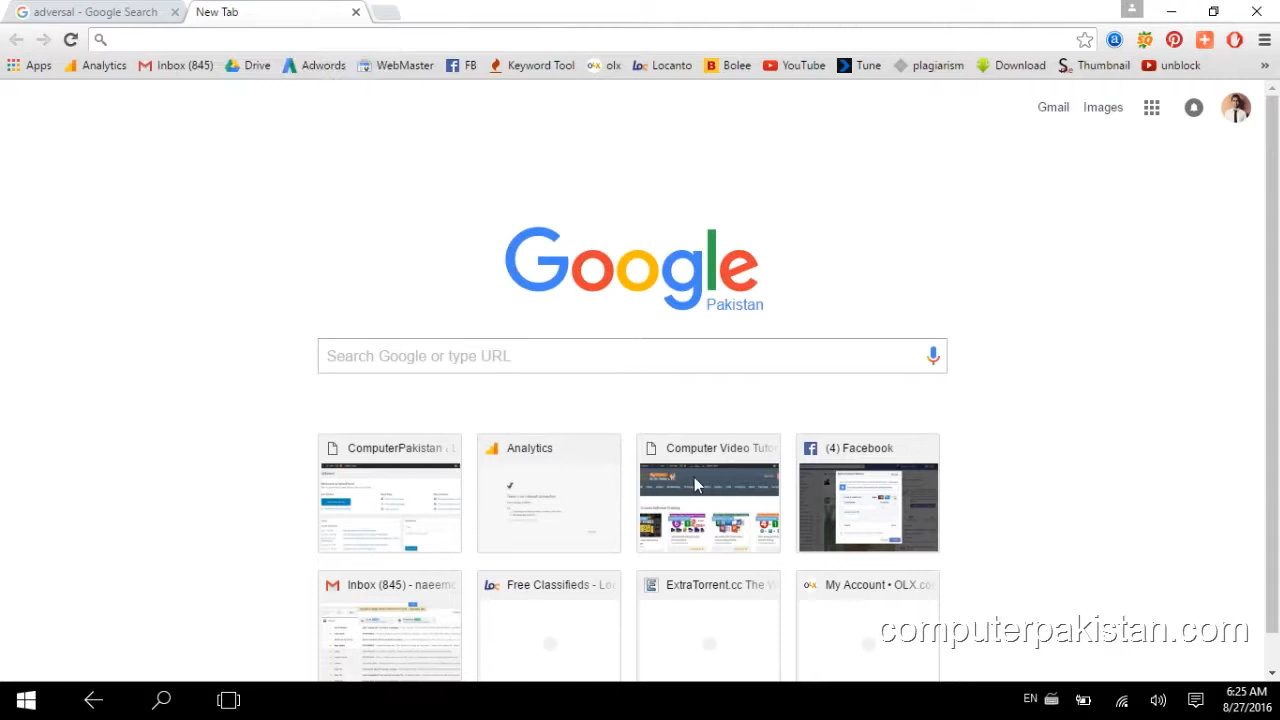 adversal - Google Search
New Tab
Apps
Analytics
Inbox (845)
Drive
Adwords
WebMaster
FB
Keyword Tool
olx
Locanto
Bolee
YouTube
Tune
plagiarism
Download
Thumbnail
unblock
»
Gmail
Images
Google
Pakistan
Search Google or type URL
ComputerPakistan
Analytics
Computer Video Tuto
(4) Facebook
Inbox (845) - naeem
Free Classifieds - Loc
ExtraTorrent.cc The
My Account • OLX.co
computerpakistan.com
EN
6:25 AM
8/27/2016